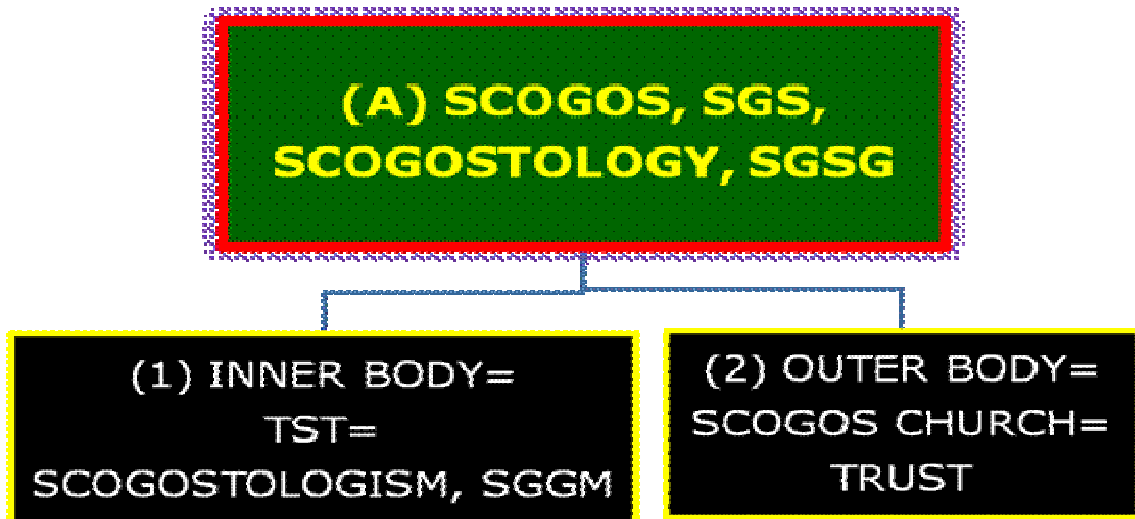 (A) SCOGOS, SGS,
SCOGOSTOLOGY, SGSG
(1) INNER BODY=
TST=
SCOGOSTOLOGISM, SGGM
(2) OUTER BODY=
SCOGOS CHURCH=
TRUST